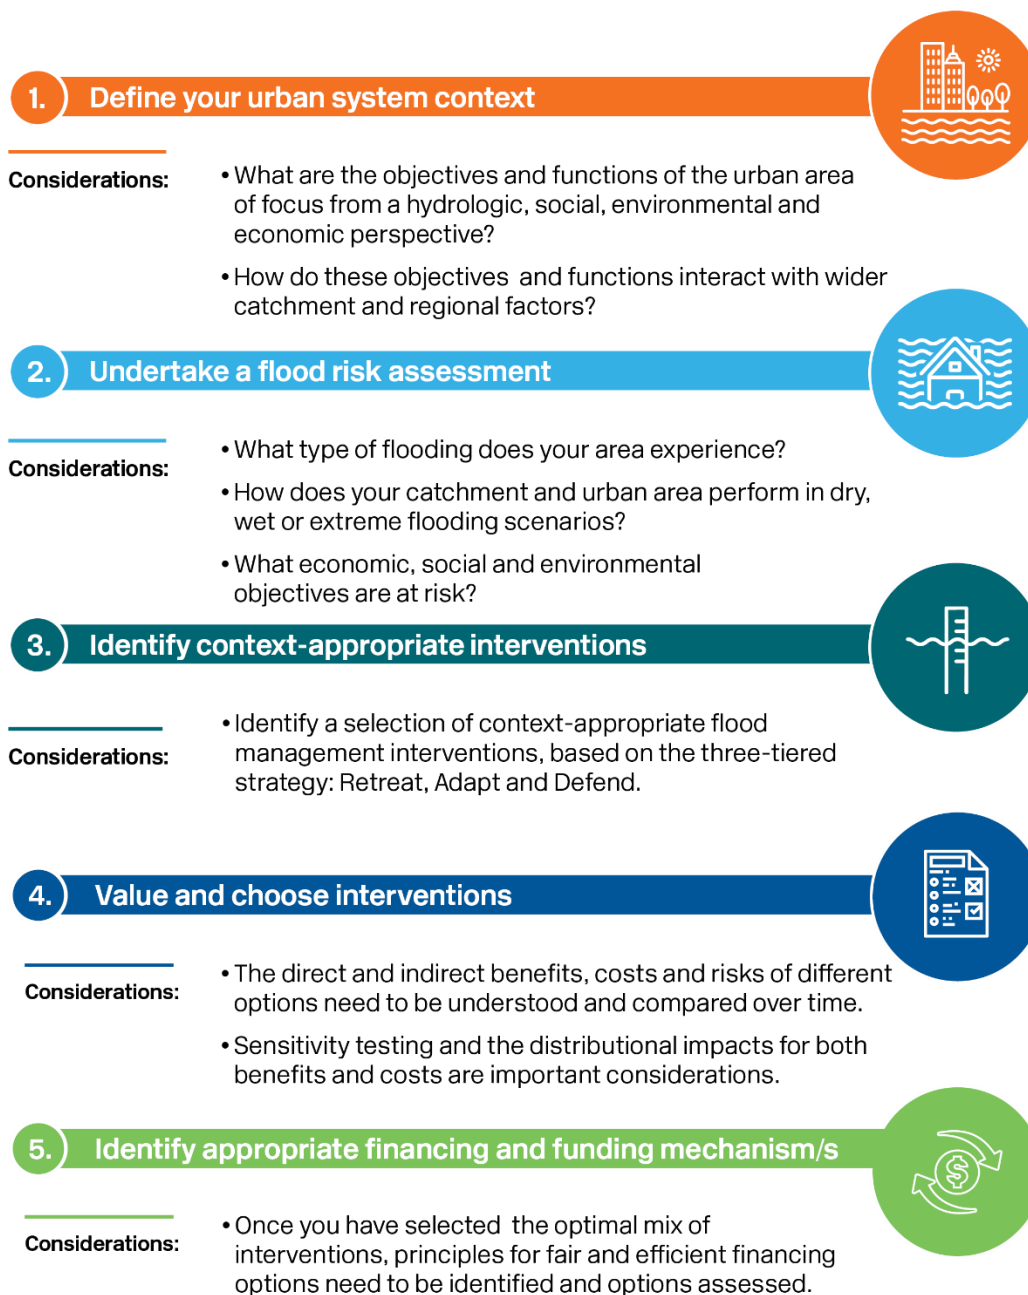 1. Define your urban system context
Considerations:
• What are the objectives and functions of the urban area
of focus from a hydrologic, social, environmental and
economic perspective?
• How do these objectives and functions interact with wider
catchment and regional factors?
2. Undertake a flood risk assessment
Considerations:
• What type of flooding does your area experience?
• How does your catchment and urban area perform in dry,
wet or extreme flooding scenarios?
• What economic, social and environmental
objectives are at risk?
3. Identify context-appropriate interventions
Considerations:
• Identify a selection of context-appropriate flood
management interventions, based on the three-tiered
strategy: Retreat, Adapt and Defend.
4. Value and choose interventions
Considerations:
• The direct and indirect benefits, costs and risks of different
options need to be understood and compared over time.
• Sensitivity testing and the distributional impacts for both
benefits and costs are important considerations.
5. Identify appropriate financing and funding mechanism/s
$
Considerations:
• Once you have selected the optimal mix of
interventions, principles for fair and efficient financing
options need to be identified and options assessed.